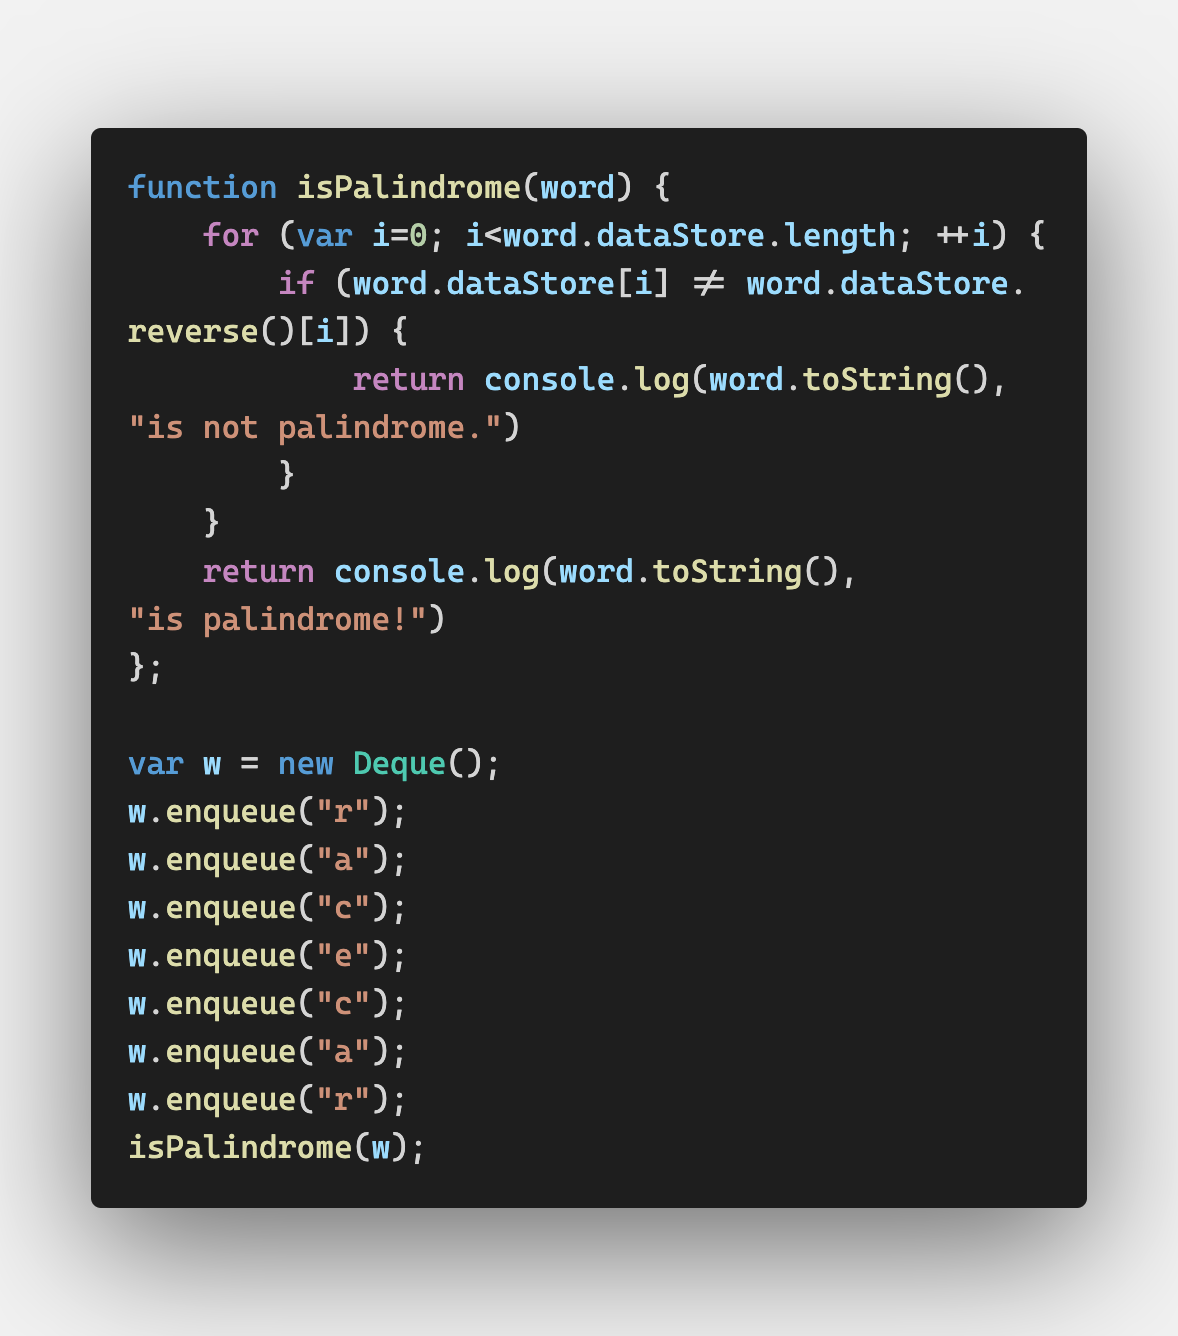 function isPalindrome(word) {
    for (var i=0; i<word.dataStore.length; ++i) {
        if (word.dataStore[i] != word.dataStore.
reverse()[i]) {
            return console.log(word.toString(),
"is not palindrome.")
        }
    }
    return console.log(word.toString(),
"is palindrome!")
};

var w = new Deque();
w.enqueue("r");
w.enqueue("a");
w.enqueue("c");
w.enqueue("e");
w.enqueue("c");
w.enqueue("a");
w.enqueue("r");
isPalindrome(w);